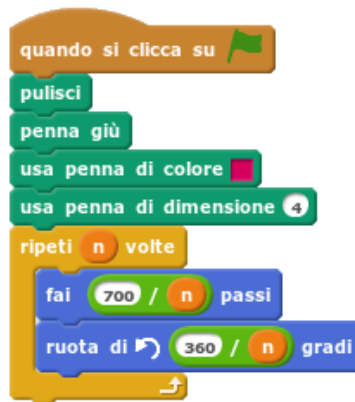 quando si clicca su
pulisci
penna giù
usa penna di colore
usa penna di dimensione 4
ripeti n volte
fai 700 / n passi
ruota di 360 / n gradi